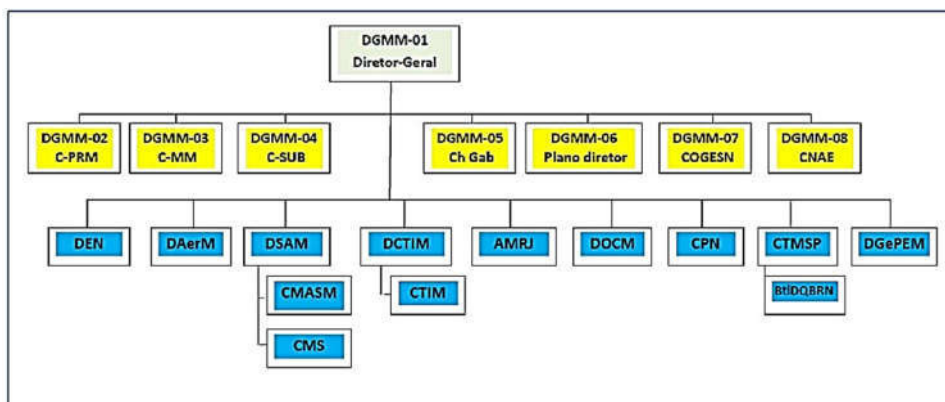 DGMM-01
Diretor-Geral
DGMM-02
C-PRM
DGMM-03
C-MM
DGMM-04
C-SUB
DGMM-05
Ch Gab
DGMM-06
Plano diretor
DGMM-07
COGESN
DGMM-08
CNAE
DEN
DAerM
DSAM
DCTIM
AMRJ
DOCM
CPN
CTMSP
DGePEM
CMASM
CTIM
BtlDQBRN
CMS